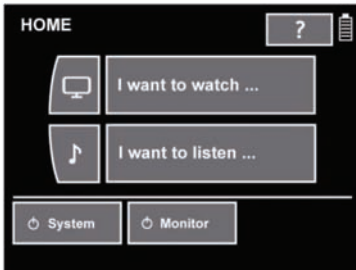 HOME
?
I want to watch ...
I want to listen ...
System
Monitor